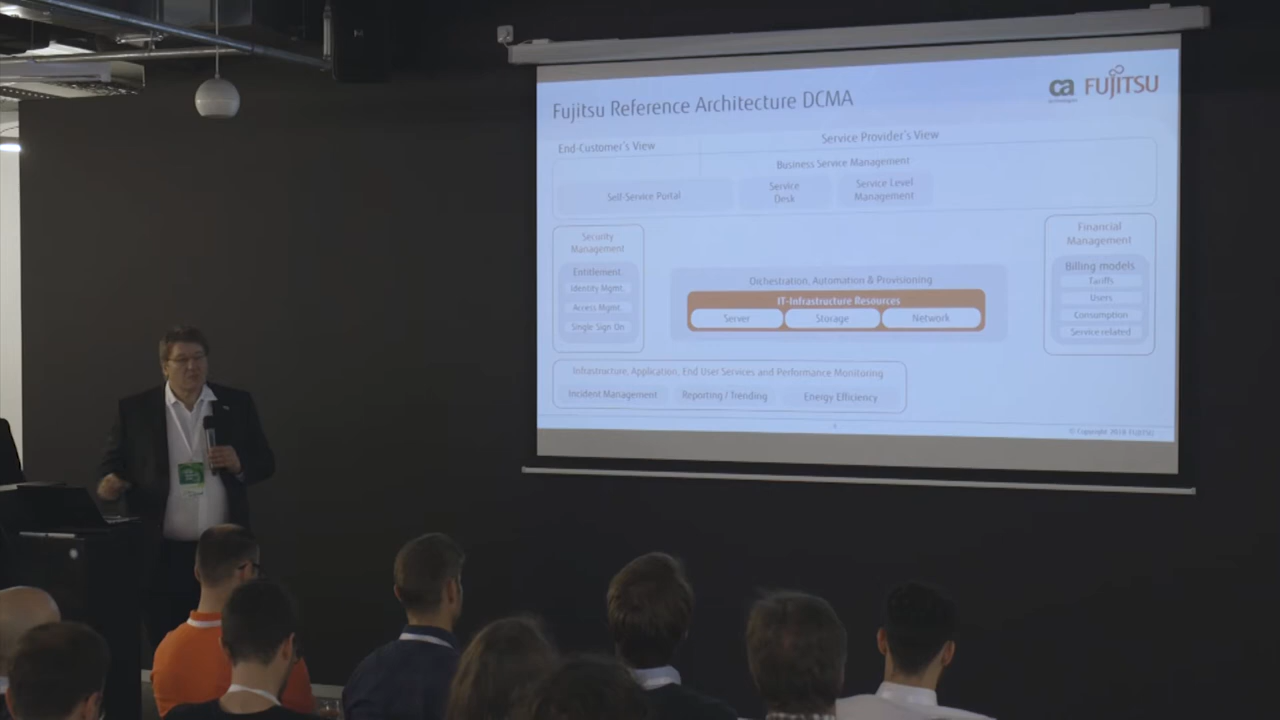 Fujitsu Reference Architecture DCMA
ca
technologies
FUJITSU
End-Customer's View
Service Provider's View
Business Service Management
Self-Service Portal
Service
Desk
Service Level
Management
Security
Management
Entitlement
Identity Mgmt.
Access Mgmt.
Single Sign On
Orchestration, Automation & Provisioning
IT-Infrastructure Resources
Server
Storage
Network
Financial
Management
Billing models
Tariffs
Users
Consumption
Service related
Infrastructure, Application, End User Services and Performance Monitoring
Incident Management
Reporting / Trending
Energy Efficiency